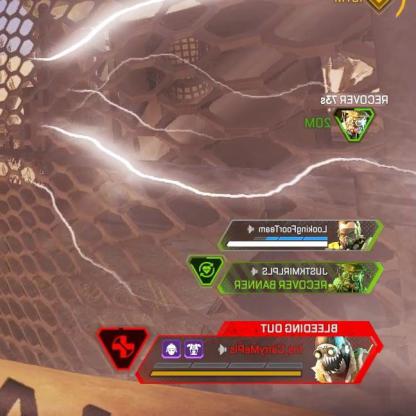 RECOVER 73s
20M
LookingFoorTeam
JUSTKMIRLPLS
RECOVER BANNER
BLEEDING OUT